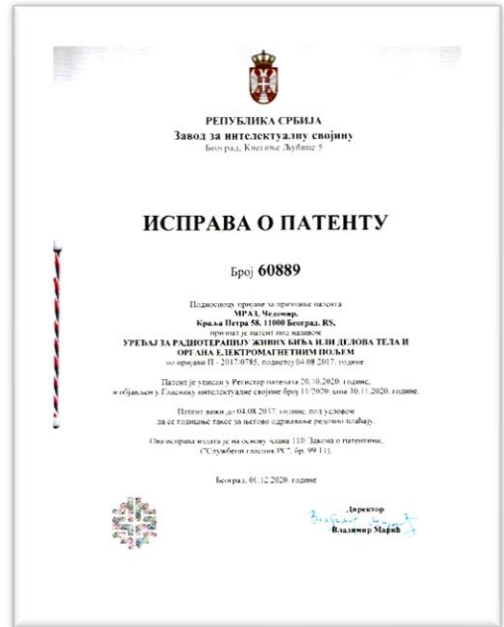 РЕПУБЛИКА СРБИЈА
Завод за интелектуалну својину
Београд, Кнегиње Љубице 5
ИСПРАВА О ПАТЕНТУ
Број 60889
Подносиоцу пријаве за признање патента
МРАЗ, Чедомир,
Краља Петра 58, 11000 Београд, RS,
признат је патент под називом
УРЕЂАЈ ЗА РАДИОТЕРАПИЈУ ЖИВИХ БИЋА ИЛИ ДЕЛОВА ТЕЛА И
ОРГАНА ЕЛЕКТРОМАГНЕТНИМ ПОЉЕМ
по пријави П - 2017/0785, поднетој 04.08.2017. године.
Патент је уписан у Регистар патената 20.10.2020. године,
и објављен у Гласнику интелектуалне својине број 11/2020 дана 30.11.2020. године.
Патент важи до 04.08.2037. године, под условом
да се годишње таксе за његово одржавање редовно плаћају.
Ова исправа издата је на основу члана 110. Закона о патентима,
("Службени гласник РС", бр. 99/11).
Београд, 01.12.2020. године
Директор
Владимир Марић